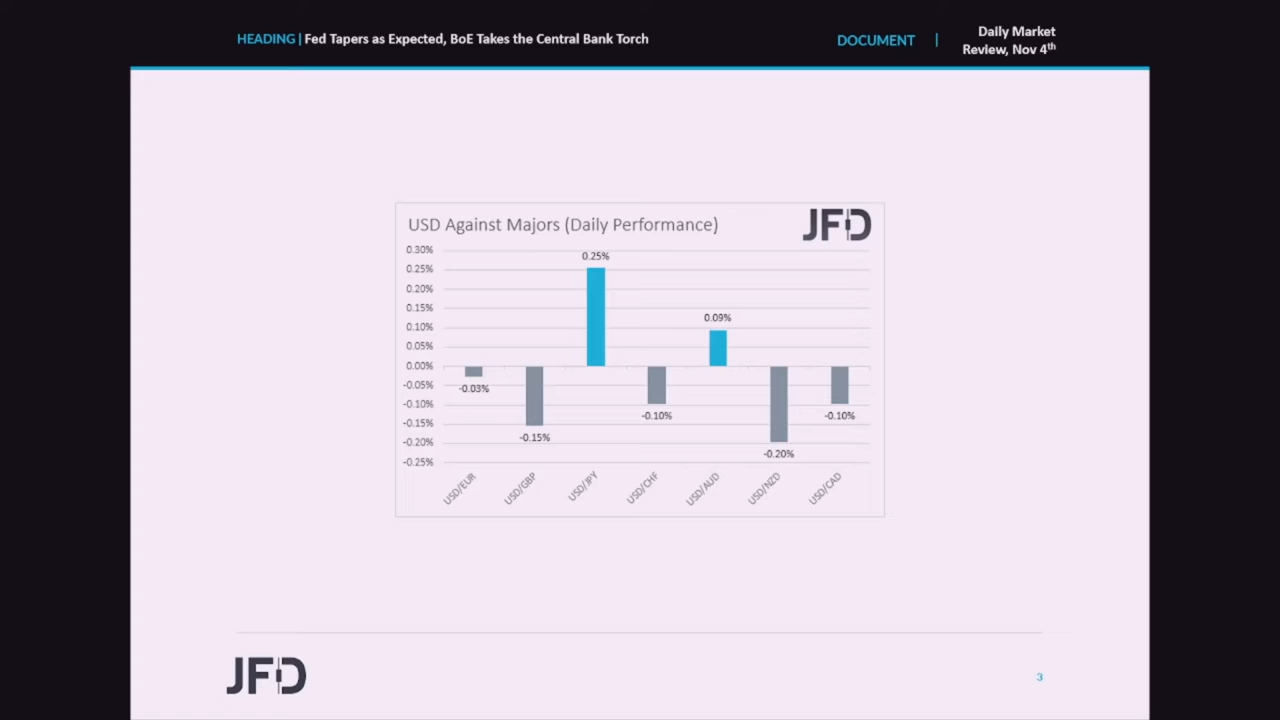 HEADING | Fed Tapers as Expected, BoE Takes the Central Bank Torch
DOCUMENT |
Daily Market
Review, Nov 4th
USD Against Majors (Daily Performance)
JFD
0.30%
0.25%
0.20%
0.15%
0.10%
0.05%
0.00%
-0.05%
-0.10%
-0.15%
-0.20%
-0.25%
-0.03%
-0.15%
0.25%
-0.10%
0.09%
-0.20%
-0.10%
USD/EUR
USD/GBP
USD/JPY
USD/CHF
USD/AUD
USD/NZD
USD/CAD
JFD
3